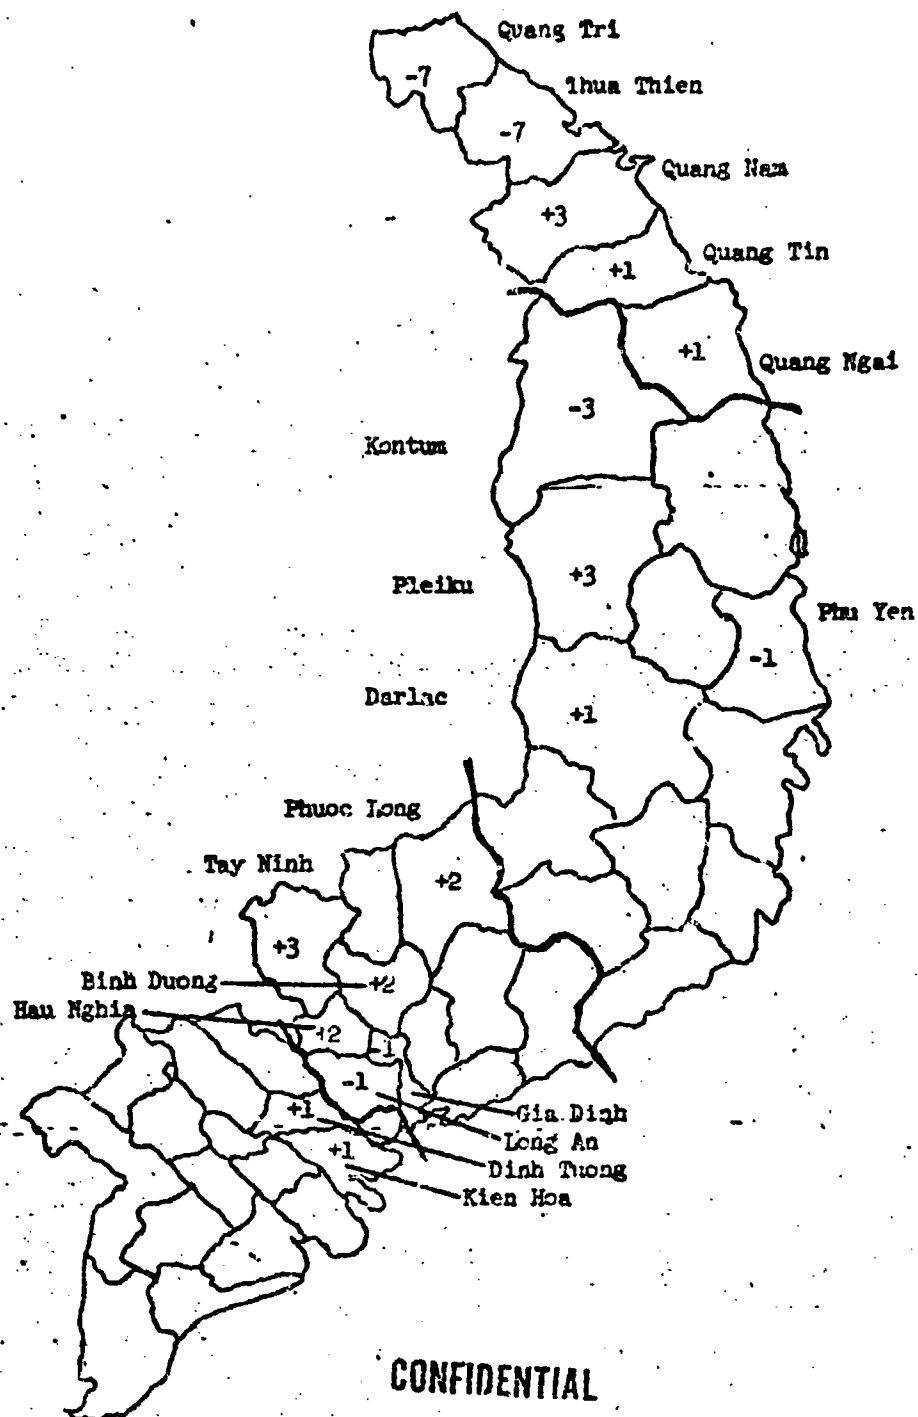 Quang Tri
-7
Thua Thien
-7
Quang Nam
+3
Quang Tin
+1
+1
Quang Ngai
-3
Kontum
+3
Pleiku
Phu Yen
-1
Darlac
+1
Phuoc Long
Tay Ninh
+2
+3
Binh Duong
+2
Hau Nghia
+2
-1
-1
+1
Gia Dinh
Long An
+1
Dinh Tuong
Kien Hoa
CONFIDENTIAL